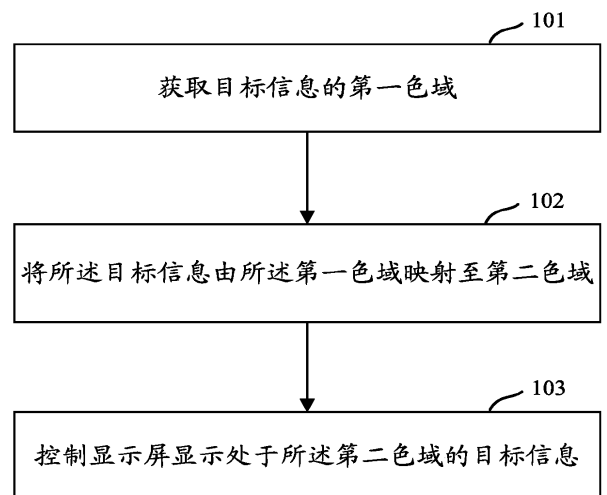 101
获取目标信息的第一色域
102
将所述目标信息由所述第一色域映射至第二色域
103
控制显示屏显示处于所述第二色域的目标信息